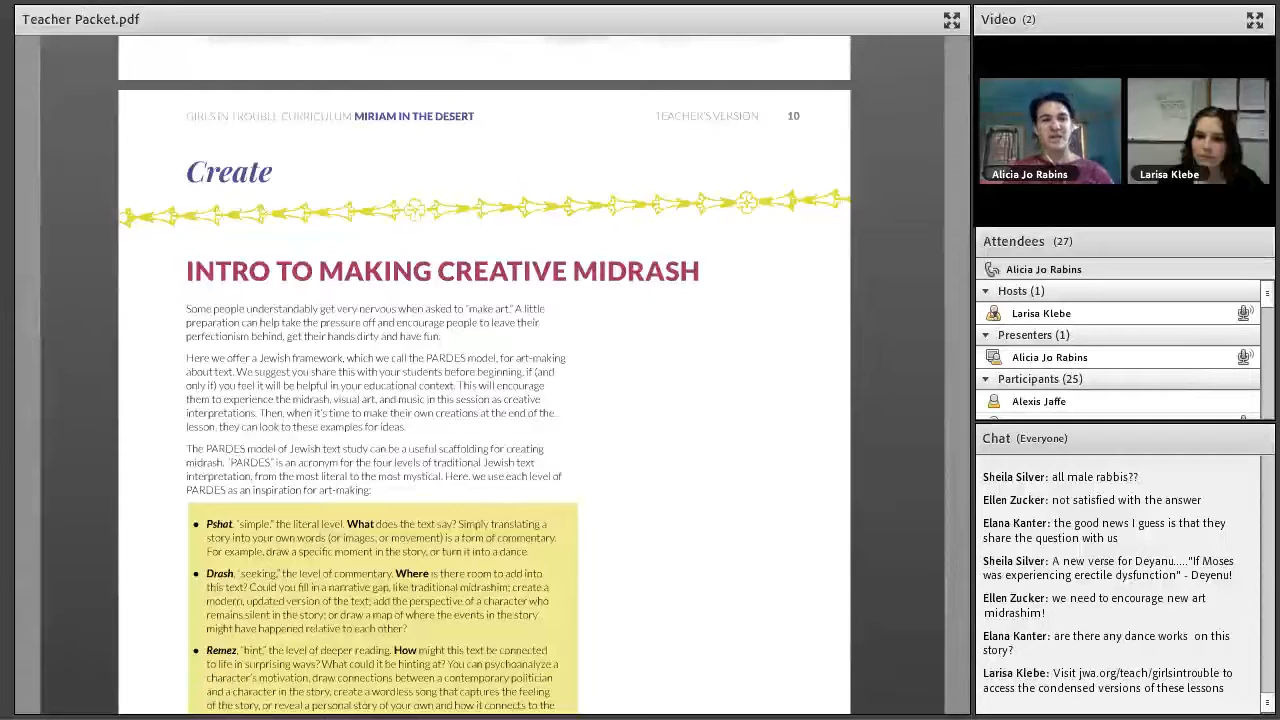 Teacher Packet.pdf
GIRLS IN TROUBLE CURRICULUM MIRIAM IN THE DESERT
TEACHER'S VERSION 10
Create
INTRO TO MAKING CREATIVE MIDRASH
Some people understandably get very nervous when asked to "make art." A little
preparation can help take the pressure off and encourage people to leave their
perfectionism behind, get their hands dirty and have fun.
Here we offer a Jewish framework, which we call the PARDES model, for art-making
about text. We suggest you share this with your students before beginning, if (and
only if) you feel it will be helpful in your educational context. This will encourage
them to experience the midrash, visual art, and music in this session as creative
interpretations. Then, when it's time to make their own creations at the end of the
lesson, they can look to these examples for ideas.
The PARDES model of Jewish text study can be a useful scaffolding for creating
midrash. "PARDES" is an acronym for the four levels of traditional Jewish text
interpretation, from the most literal to the most mystical. Here, we use each level of
PARDES as an inspiration for art-making:
• Pshat, "simple," the literal level. What does the text say? Simply translating a
story into your own words (or images, or movement) is a form of commentary.
For example, draw a specific moment in the story, or turn it into a dance.
• Drash, "seeking," the level of commentary. Where is there room to add into
this text? Could you fill in a narrative gap, like traditional midrashim; create a
modern, updated version of the text; add the perspective of a character who
remains silent in the story; or draw a map of where the events in the story
might have happened relative to each other?
• Remez, "hint," the level of deeper reading. How might this text be connected
to life in surprising ways? What could it be hinting at? You can psychoanalyze a
character's motivation, draw connections between a contemporary politician
and a character in the story, create a wordless song that captures the feeling
of the story, or reveal a personal story of your own and how it connects to the
Video (2)
Alicia Jo Rabins
Larisa Klebe
Attendees (27)
Alicia Jo Rabins
Hosts (1)
Larisa Klebe
Presenters (1)
Alicia Jo Rabins
Participants (25)
Alexis Jaffe
Chat (Everyone)
Sheila Silver: all male rabbis??
Ellen Zucker: not satisfied with the answer
Elana Kanter: the good news I guess is that they
share the question with us
Sheila Silver: A new verse for Deyanu....."If Moses
was experiencing erectile dysfunction" - Deyenu!
Ellen Zucker: we need to encourage new art
midrashim!
Elana Kanter: are there any dance works on this
story?
Larisa Klebe: Visit jwa.org/teach/girlsintrouble to
access the condensed versions of these lessons